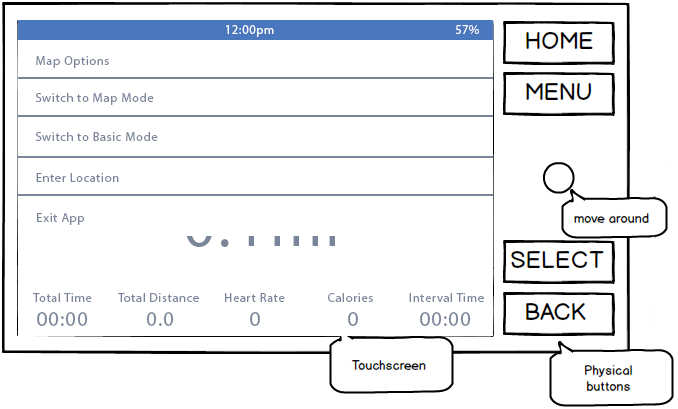 12:00pm 57%
Map Options
Switch to Map Mode
Switch to Basic Mode
Enter Location
Exit App
Total Time Total Distance Heart Rate Calories Interval Time
00:00 0.0 0 0 00:00
HOME
MENU
move around
SELECT
BACK
Touchscreen
Physical
buttons